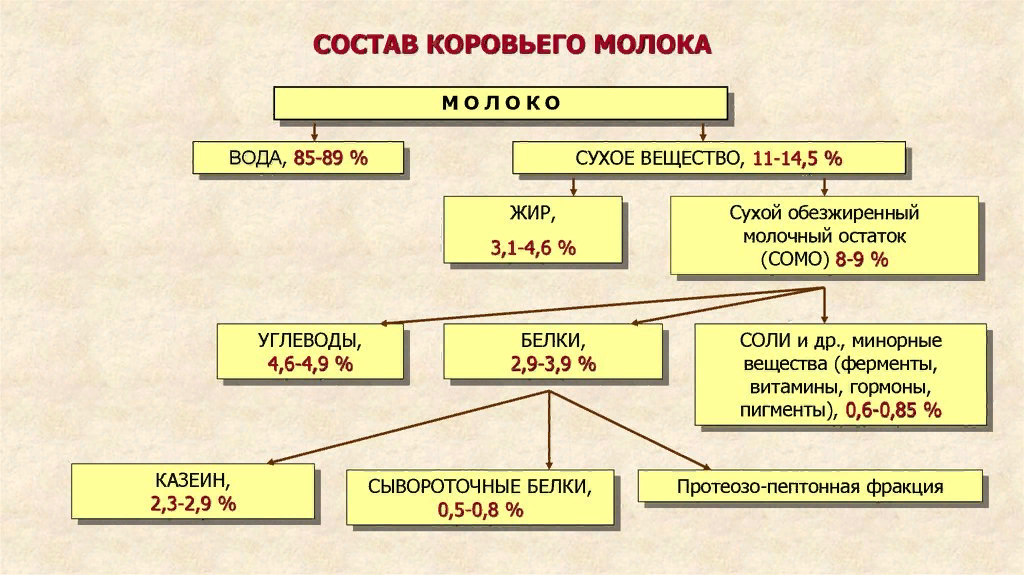 СОСТАВ КОРОВЬЕГО МОЛОКА
М О Л О К О
ВОДА, 85-89 %
СУХОЕ ВЕЩЕСТВО, 11-14,5 %
ЖИР,
3,1-4,6 %
Сухой обезжиренный
молочный остаток
(СОМО) 8-9 %
УГЛЕВОДЫ,
4,6-4,9 %
БЕЛКИ,
2,9-3,9 %
СОЛИ и др., минорные
вещества (ферменты,
витамины, гормоны,
пигменты), 0,6-0,85 %
КАЗЕИН,
2,3-2,9 %
СЫВОРОТОЧНЫЕ БЕЛКИ,
0,5-0,8 %
Протеозо-пептонная фракция